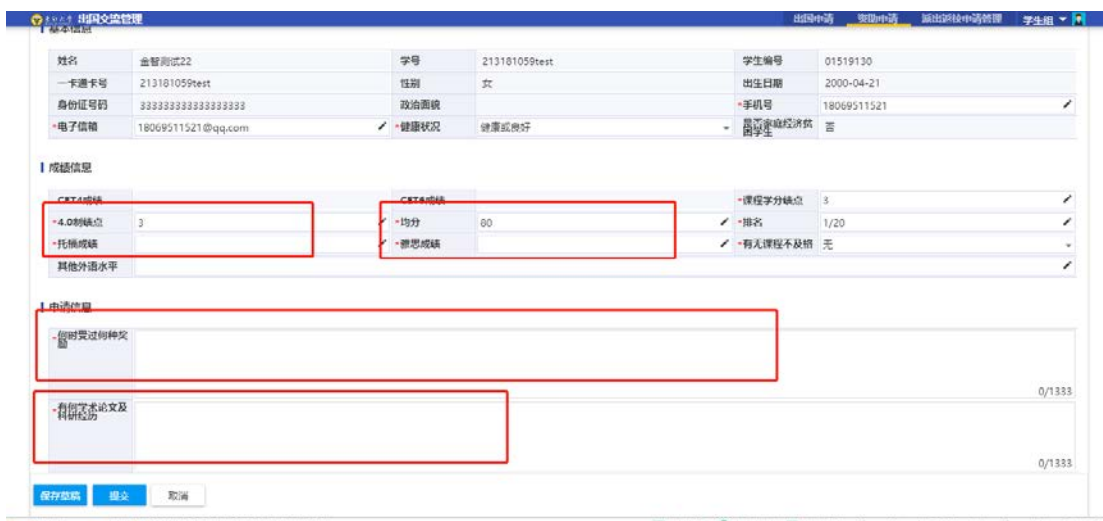 出国交流管理 出国申请 资助申请 派出返校申请管理 学生组
基本信息
姓名 金智测试22 学号 213181059test 学生编号 01519130
一卡通卡号 213181059test 性别 女 出生日期 2000-04-21
身份证号码 333333333333333333 政治面貌 *手机号 18069511521
*电子信箱 18069511521@qq.com *健康状况 健康或良好 是否家庭经济贫困学生 否
成绩信息
CET4成绩 CET6成绩 *课程学分绩点 3
*4.0制绩点 3 *均分 80 *排名 1/20
*托福成绩 *雅思成绩 *有无课程不及格 无
其他外语水平
申请信息
*何时受过何种奖励
0/1333
*有何学术论文及科研经历
0/1333
保存草稿 提交 取消